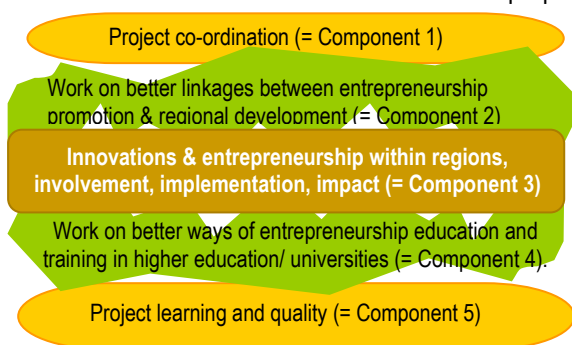 Project co-ordination (= Component 1)
Work on better linkages between entrepreneurship
promotion & regional development (= Component 2)
Innovations & entrepreneurship within regions,
involvement, implementation, impact (= Component 3)
Work on better ways of entrepreneurship education and
training in higher education/ universities (= Component 4).
Project learning and quality (= Component 5)